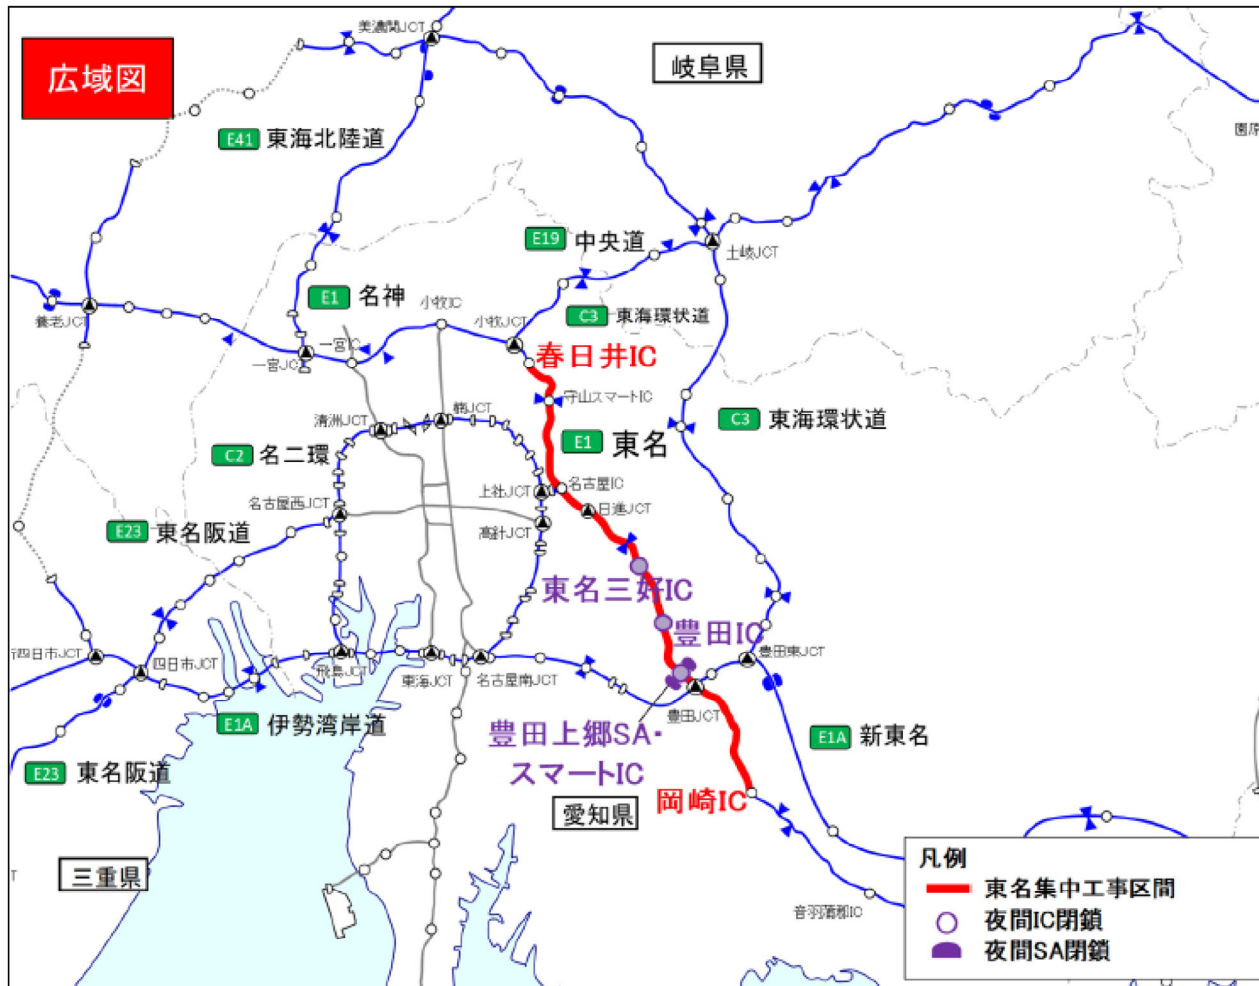 広域図
美濃関JCT
岐阜県
園原
E41 東海北陸道
E19 中央道
土岐JCT
E1 名神
小牧IC
小牧JCT
C3 東海環状道
養老JCT
一宮IC
一宮JCT
春日井IC
守山スマートIC
清洲JCT
楠JCT
E1 東名
C3 東海環状道
C2 名二環
名古屋西JCT
上社JCT
名古屋IC
日進JCT
高針JCT
E23 東名阪道
東名三好IC
豊田IC
四日市JCT
四日市JCT
飛島JCT
東海JCT
名古屋南JCT
豊田東JCT
豊田JCT
E1A 伊勢湾岸道
豊田上郷SA・
スマートIC
E1A 新東名
E23 東名阪道
岡崎IC
愛知県
三重県
音羽蒲郡IC
凡例
東名集中工事区間
夜間IC閉鎖
夜間SA閉鎖